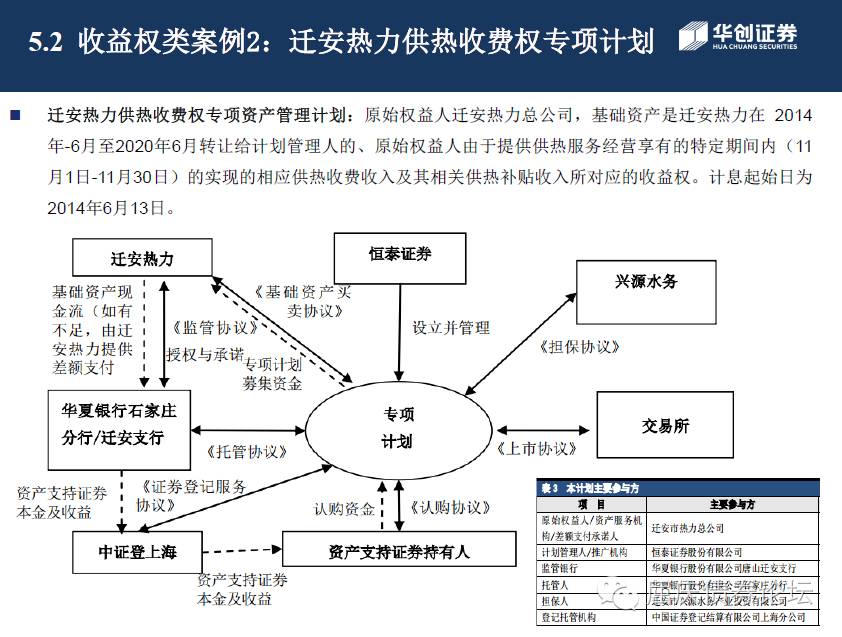 5.2 收益权类案例2：迁安热力供热收费权专项计划
华创证券
HUA CHUANG SECURITIES
迁安热力供热收费权专项资产管理计划：原始权益人迁安热力总公司，基础资产是迁安热力在 2014
年-6月至2020年6月转让给计划管理人的、原始权益人由于提供供热服务经营享有的特定期间内（11
月1日-11月30日）的实现的相应供热收费收入及其相关供热补贴收入所对应的收益权。计息起始日为
2014年6月13日。
迁安热力
恒泰证券
兴源水务
基础资产现
金流（如有
不足，由迁
安热力提供
差额支付
《监管协议》
授权与承诺
《基础资产买
卖协议》
专项计划
募集资金
设立并管理
《担保协议》
华夏银行石家庄
分行/迁安支行
《托管协议》
专项
计划
《上市协议》
交易所
资产支持证券
本金及收益
《证券登记服务
协议》
认购资金
《认购协议》
中证登上海
资产支持证券
本金及收益
资产支持证券持有人
表 3 本计划主要参与方
项 目 主要参与方
原始权益人/资产服务机
构/差额支付承诺人 迁安市热力总公司
计划管理人/推广机构 恒泰证券股份有限公司
监管银行 华夏银行股份有限公司唐山迁安支行
托管人 华夏银行股份有限公司石家庄分行
担保人 迁安市兴源水务产业投资有限公司
登记托管机构 中国证券登记结算有限公司上海分公司